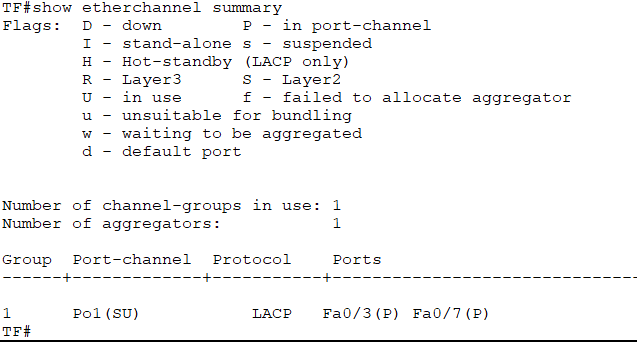 TF#show etherchannel summary
Flags:  D - down        P - in port-channel
        I - stand-alone s - suspended
        H - Hot-standby (LACP only)
        R - Layer3      S - Layer2
        U - in use      f - failed to allocate aggregator
        u - unsuitable for bundling
        w - waiting to be aggregated
        d - default port
Number of channel-groups in use: 1
Number of aggregators:           1
Group  Port-channel  Protocol    Ports
------+-------------+-----------+-------------------------------
1      Po1(SU)           LACP   Fa0/3(P) Fa0/7(P)
TF#